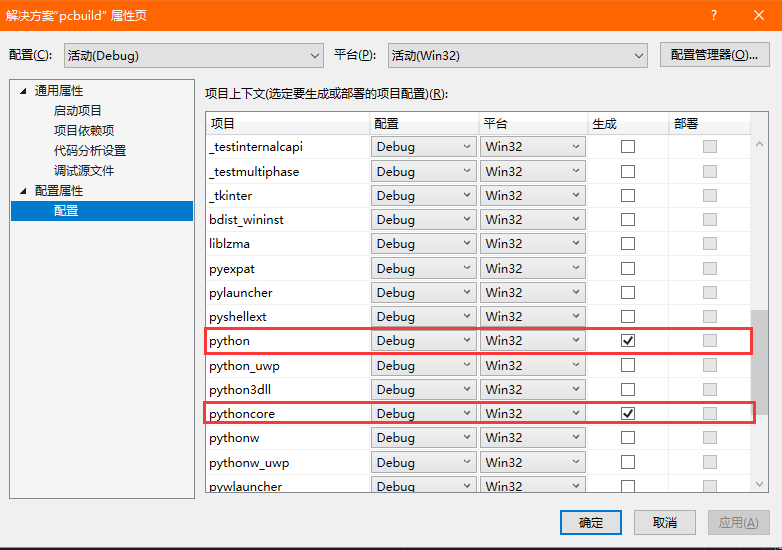 解决方案"pcbuild" 属性页
配置(C): 活动(Debug) 平台(P): 活动(Win32) 配置管理器(O)...
通用属性
启动项目
项目依赖项
代码分析设置
调试源文件
配置属性
配置
项目上下文(选定要生成或部署的项目配置)(R):
项目 配置 平台 生成 部署
_testinternalcapi Debug Win32
_testmultiphase Debug Win32
_tkinter Debug Win32
bdist_wininst Debug Win32
liblzma Debug Win32
pyexpat Debug Win32
pylauncher Debug Win32
pyshellext Debug Win32
python Debug Win32
python_uwp Debug Win32
python3dll Debug Win32
pythoncore Debug Win32
pythonw Debug Win32
pythonw_uwp Debug Win32
pywlauncher Debug Win32
确定 取消 应用(A)